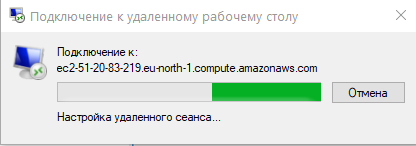 Подключение к удаленному рабочему столу
Подключение к:
ec2-51-20-83-219.eu-north-1.compute.amazonaws.com
Отмена
Настройка удаленного сеанса...